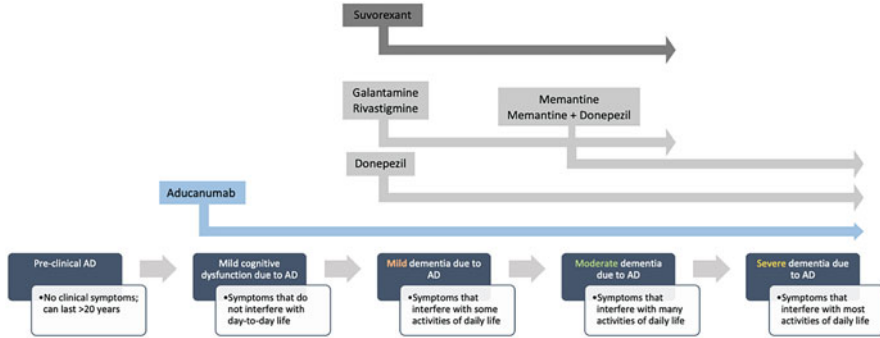 Suvorexant
Galantamine
Rivastigmine
Memantine
Memantine + Donepezil
Donepezil
Aducanumab
Pre-clinical AD
•No clinical symptoms;
can last >20 years
Mild cognitive
dysfunction due to AD
•Symptoms that do
not interfere with
day-to-day life
Mild dementia due to
AD
•Symptoms that
interfere with some
activities of daily life
Moderate dementia
due to AD
•Symptoms that
interfere with many
activities of daily life
Severe dementia due
to AD
•Symptoms that
interfere with most
activities of daily life